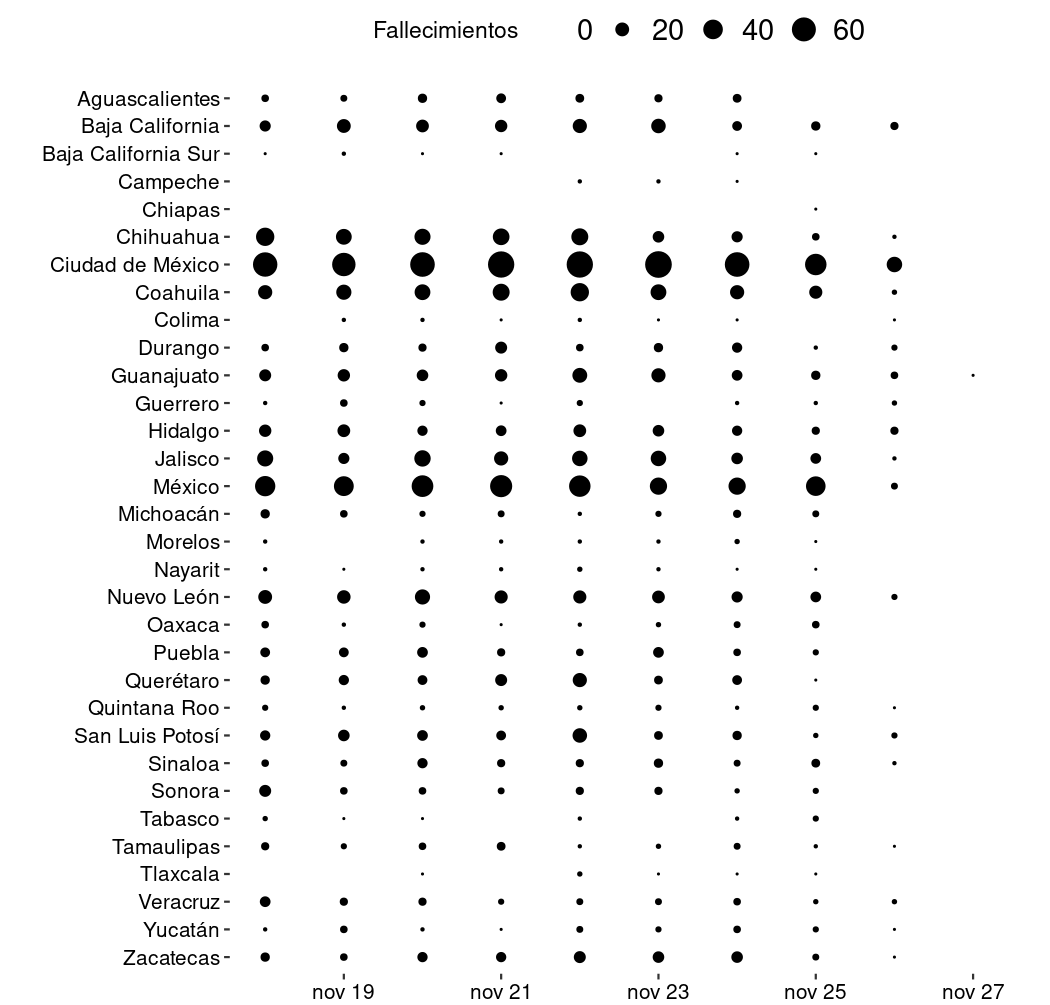 Fallecimientos 0 20 40 60
Aguascalientes
Baja California
Baja California Sur
Campeche
Chiapas
Chihuahua
Ciudad de México
Coahuila
Colima
Durango
Guanajuato
Guerrero
Hidalgo
Jalisco
México
Michoacán
Morelos
Nayarit
Nuevo León
Oaxaca
Puebla
Querétaro
Quintana Roo
San Luis Potosí
Sinaloa
Sonora
Tabasco
Tamaulipas
Tlaxcala
Veracruz
Yucatán
Zacatecas
nov 19 nov 21 nov 23 nov 25 nov 27